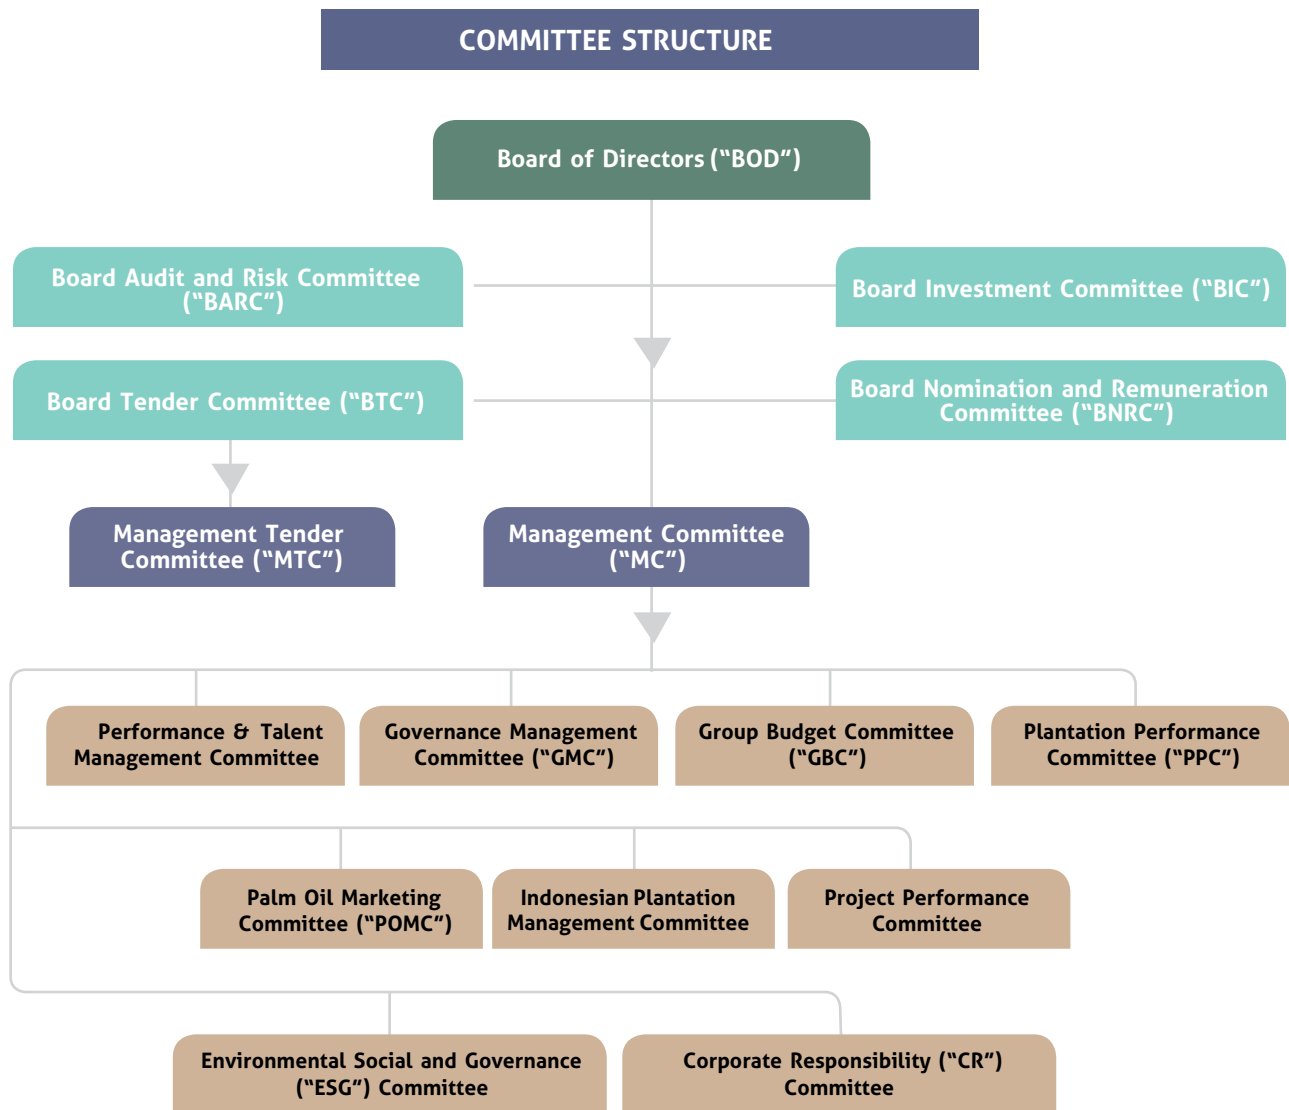 COMMITTEE STRUCTURE
Board of Directors (“BOD”)
Board Audit and Risk Committee
(“BARC”)
Board Investment Committee (“BIC”)
Board Tender Committee (“BTC”)
Board Nomination and Remuneration
Committee (“BNRC”)
Management Tender
Committee (“MTC”)
Management Committee
(“MC”)
Performance & Talent
Management Committee
Governance Management
Committee (“GMC”)
Group Budget Committee
(“GBC”)
Plantation Performance
Committee (“PPC”)
Palm Oil Marketing
Committee (“POMC”)
Indonesian Plantation
Management Committee
Project Performance
Committee
Environmental Social and Governance
(“ESG”) Committee
Corporate Responsibility (“CR”)
Committee